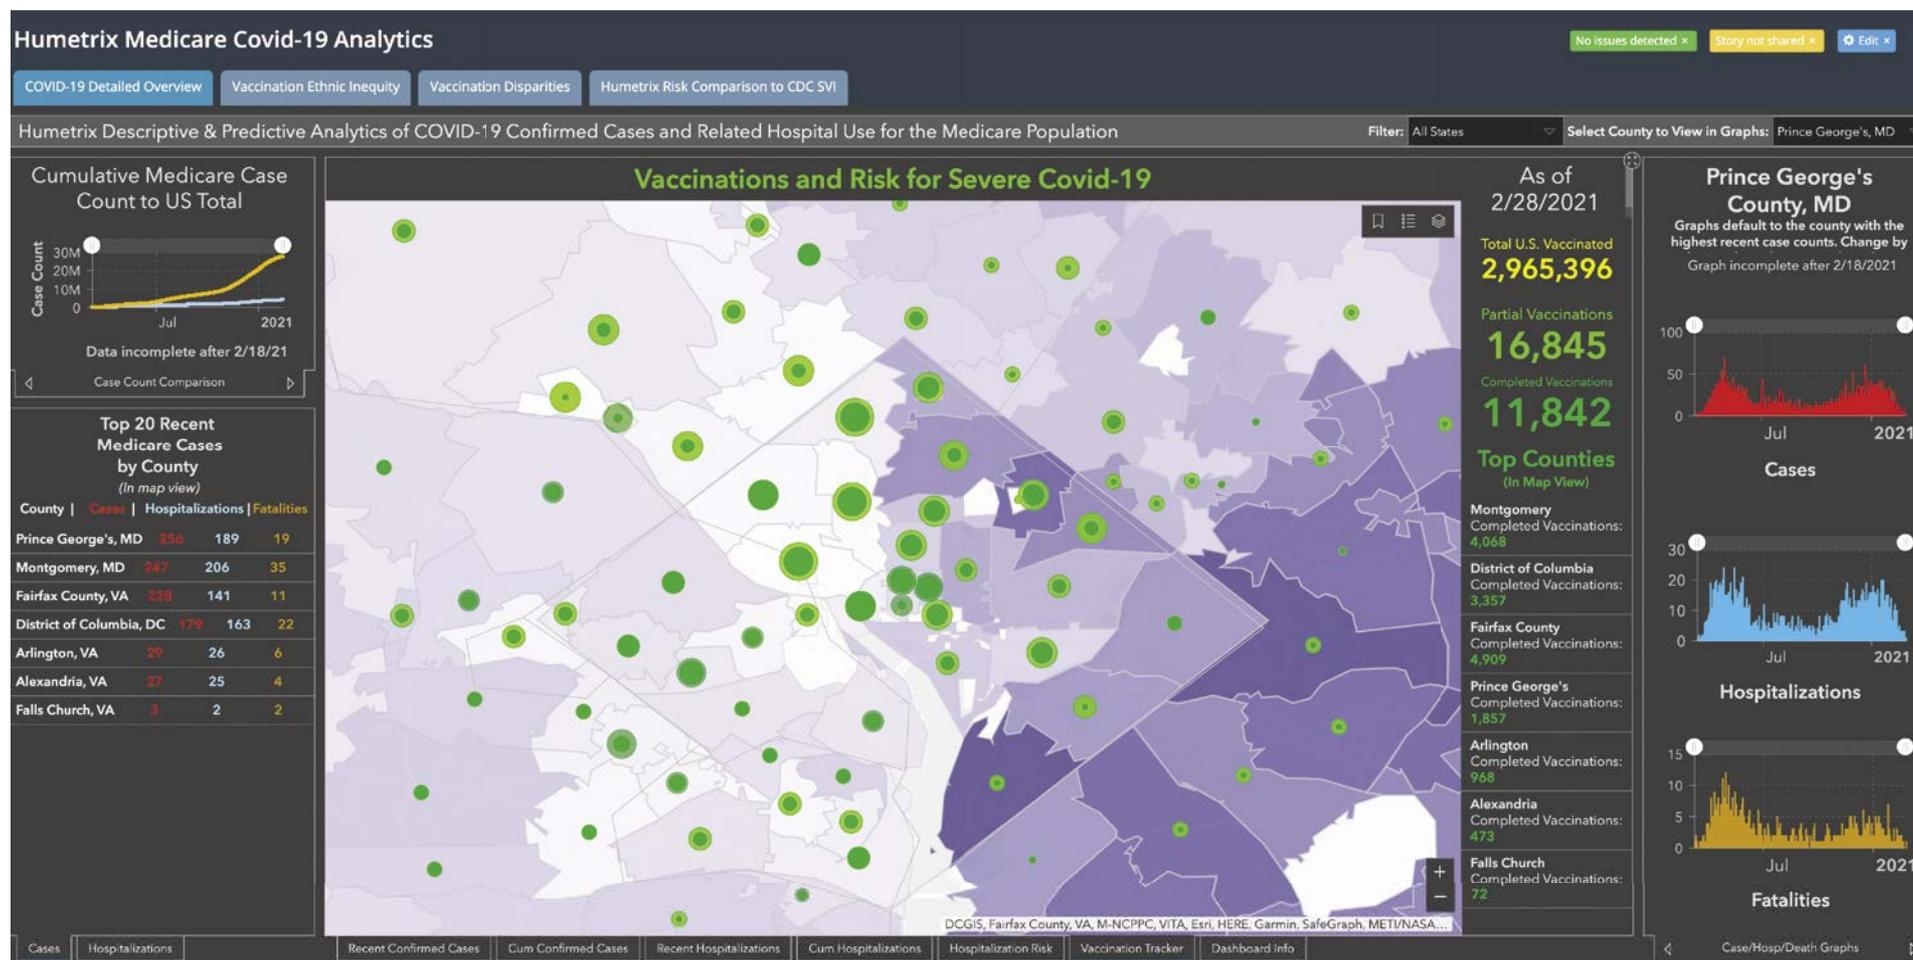 Humetrix Medicare Covid-19 Analytics
No issues detected ×
Story not shared ×
Edit ×
COVID-19 Detailed Overview
Vaccination Ethnic Inequity
Vaccination Disparities
Humetrix Risk Comparison to CDC SVI
Humetrix Descriptive & Predictive Analytics of COVID-19 Confirmed Cases and Related Hospital Use for the Medicare Population
Filter: All States
Select County to View in Graphs: Prince George's, MD
Cumulative Medicare Case
Count to US Total
Case Count
30M
20M
10M
0
Jul
2021
Data incomplete after 2/18/21
Case Count Comparison
Top 20 Recent
Medicare Cases
by County
(In map view)
County | Cases | Hospitalizations | Fatalities
Prince George's, MD 256 189 19
Montgomery, MD 247 206 35
Fairfax County, VA 228 141 11
District of Columbia, DC 179 163 22
Arlington, VA 29 26 6
Alexandria, VA 27 25 4
Falls Church, VA 3 2 2
Cases
Hospitalizations
Vaccinations and Risk for Severe Covid-19
DCGIS, Fairfax County, VA, M-NCPPC, VITA, Esri, HERE, Garmin, SafeGraph, METI/NASA...
+
−
Recent Confirmed Cases
Cum Confirmed Cases
Recent Hospitalizations
Cum Hospitalizations
Hospitalization Risk
Vaccination Tracker
Dashboard Info
As of
2/28/2021
Total U.S. Vaccinated
2,965,396
Partial Vaccinations
16,845
Completed Vaccinations
11,842
Top Counties
(In Map View)
Montgomery
Completed Vaccinations:
4,068
District of Columbia
Completed Vaccinations:
3,357
Fairfax County
Completed Vaccinations:
4,909
Prince George's
Completed Vaccinations:
1,857
Arlington
Completed Vaccinations:
968
Alexandria
Completed Vaccinations:
473
Falls Church
Completed Vaccinations:
72
Prince George's
County, MD
Graphs default to the county with the
highest recent case counts. Change by
Graph incomplete after 2/18/2021
100
50
0
Jul
2021
Cases
30
20
10
0
Jul
2021
Hospitalizations
15
10
5
0
Jul
2021
Fatalities
Case/Hosp/Death Graphs